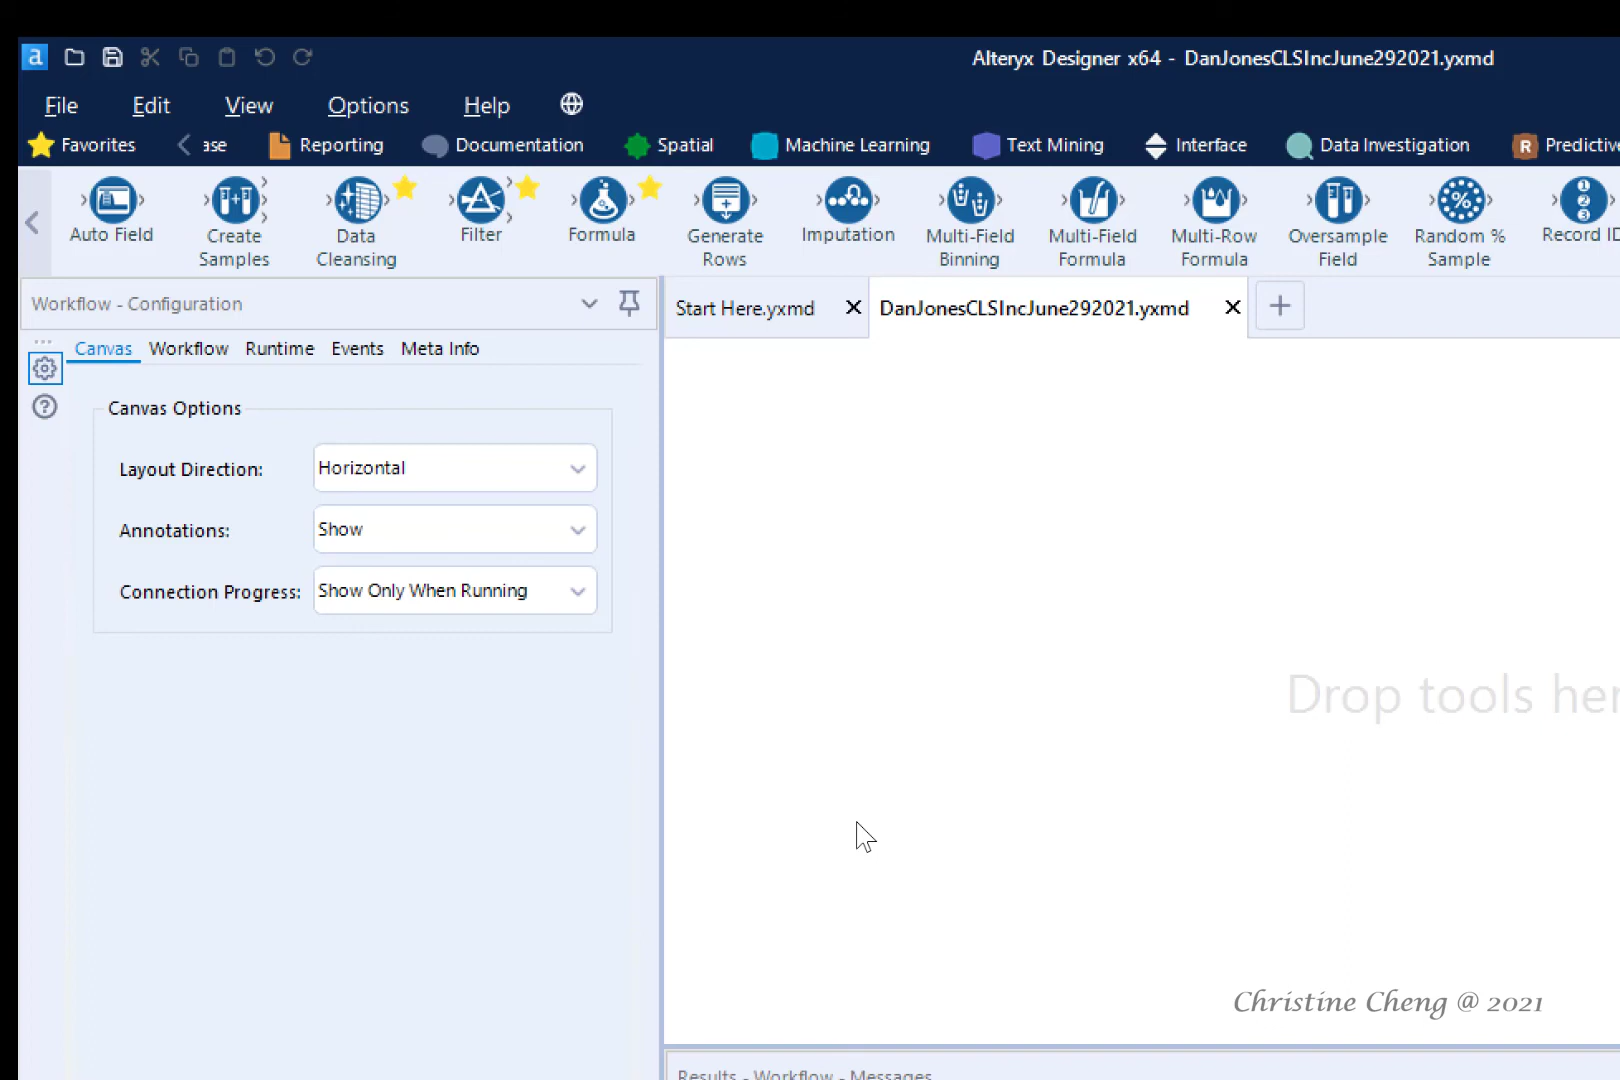 a
Alteryx Designer x64 - DanJonesCLSIncJune292021.yxmd
File Edit View Options Help
Favorites ase Reporting Documentation Spatial Machine Learning Text Mining Interface Data Investigation R Predictive
Auto Field Create Samples Data Cleansing Filter Formula Generate Rows Imputation Multi-Field Binning Multi-Field Formula Multi-Row Formula Oversample Field Random % Sample Record ID
Workflow - Configuration
Start Here.yxmd DanJonesCLSIncJune292021.yxmd
Canvas Workflow Runtime Events Meta Info
Canvas Options
Layout Direction: Horizontal
Annotations: Show
Connection Progress: Show Only When Running
Drop tools her
Christine Cheng @ 2021
Results - Workflow - Messages